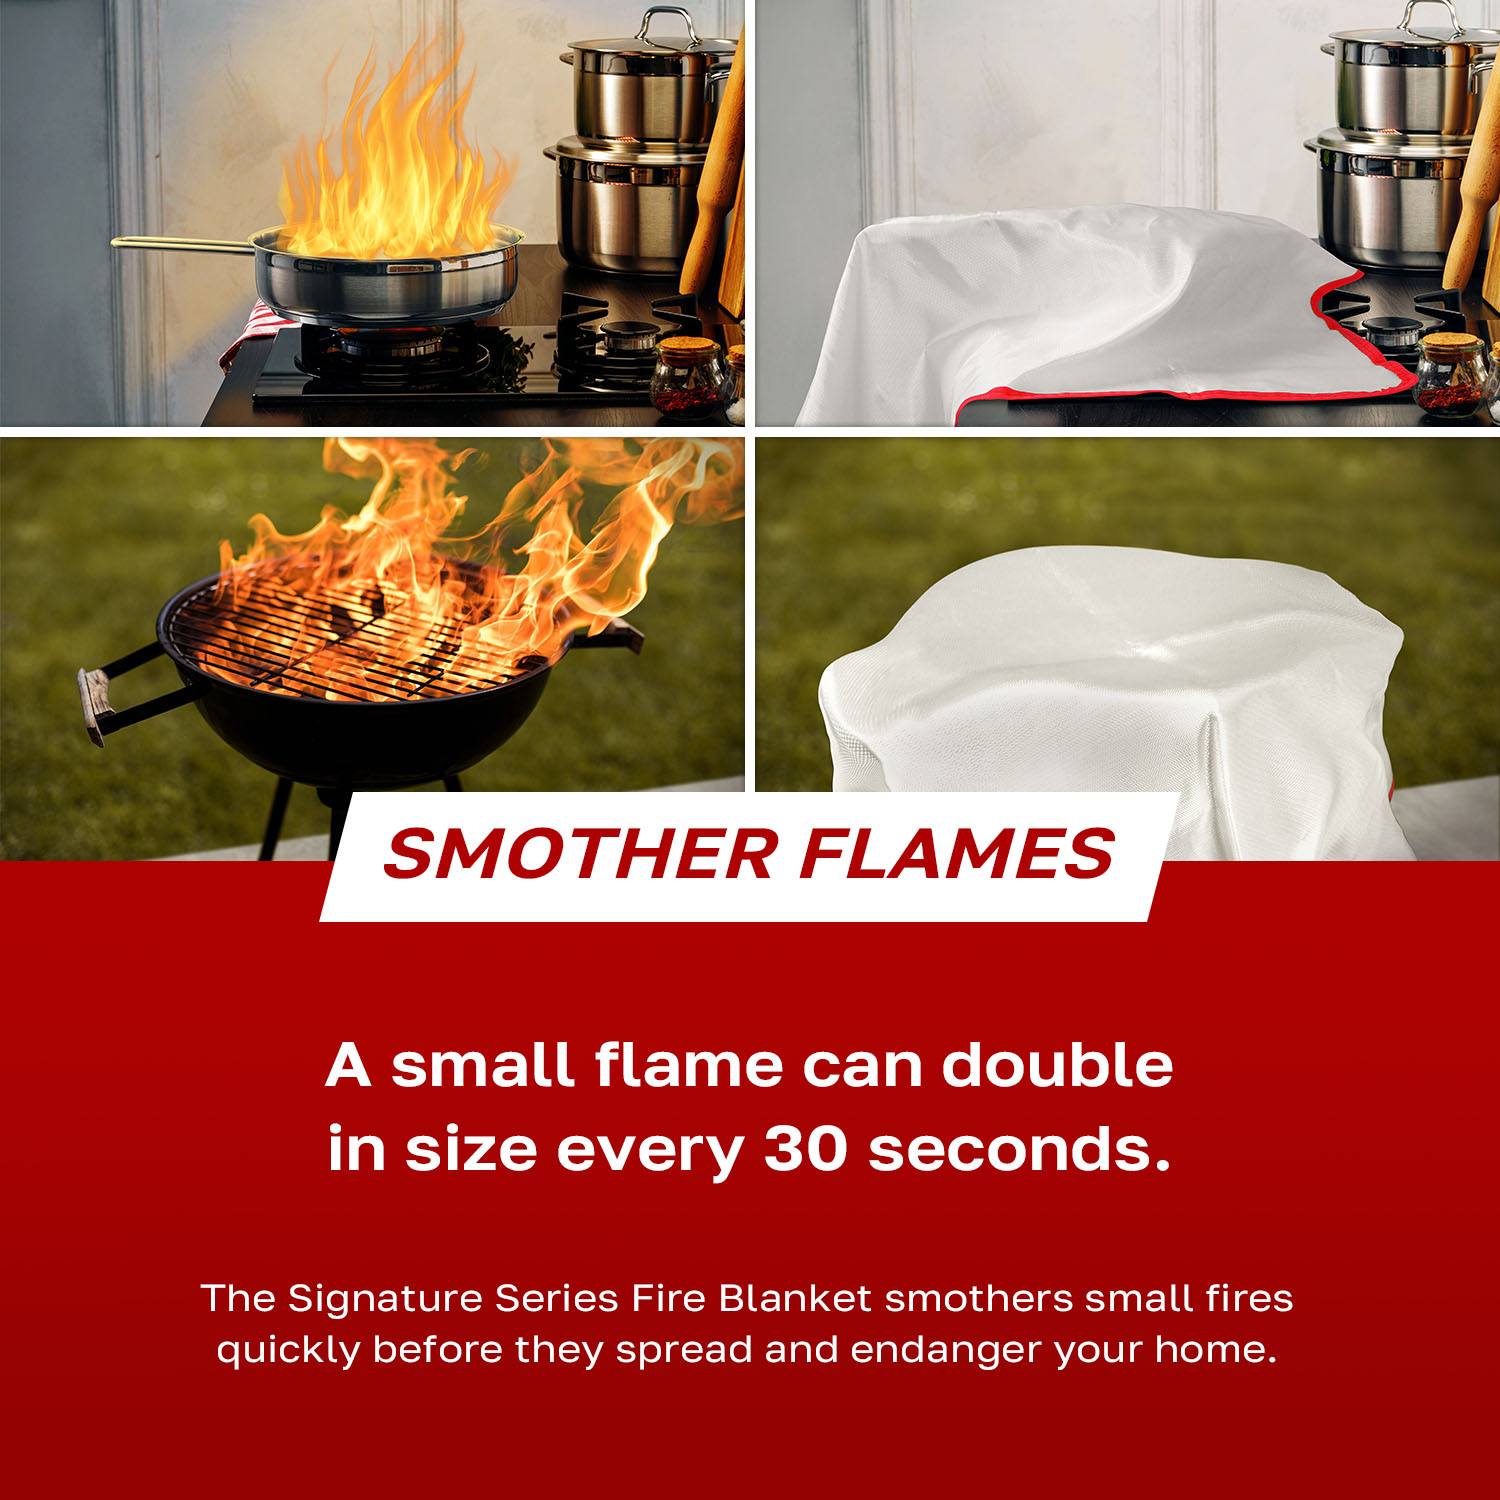 SMOTHER FLAMES
A small flame can double
in size every 30 seconds.
The Signature Series Fire Blanket smothers small fires
quickly before they spread and endanger your home.